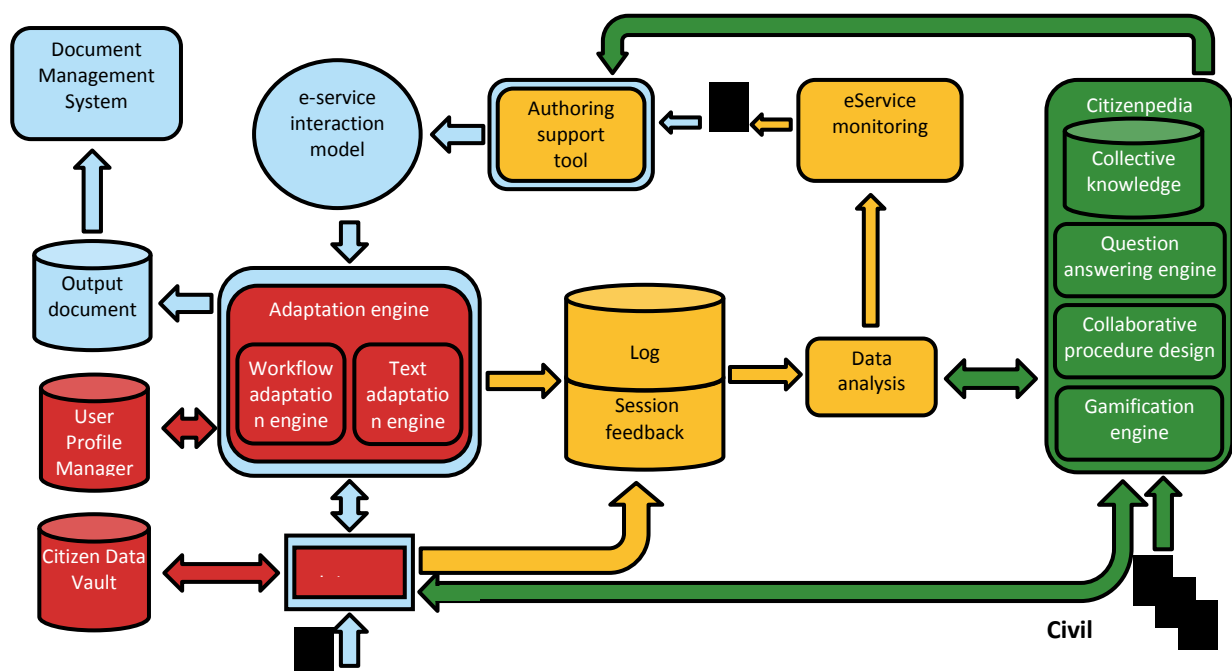 Document
Management
System
e-service
interaction
model
Authoring
support
tool
eService
monitoring
Citizenpedia
Collective
knowledge
Question
answering engine
Collaborative
procedure design
Gamification
engine
Output
document
Adaptation engine
Workflow
adaptatio
n engine
Text
adaptatio
n engine
Log
Session
feedback
Data
analysis
User
Profile
Manager
Citizen Data
Vault
Civil